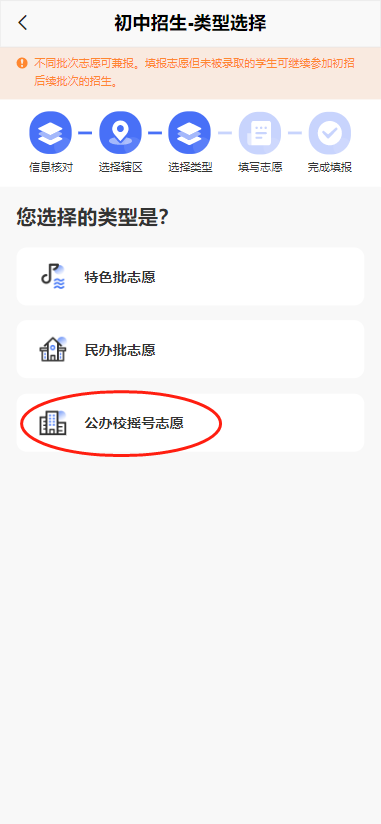 初中招生-类型选择
不同批次志愿可兼报。填报志愿但未被录取的学生可继续参加初招
后续批次的招生。
信息核对 选择辖区 选择类型 填写志愿 完成填报
您选择的类型是?
特色批志愿
民办批志愿
公办校摇号志愿